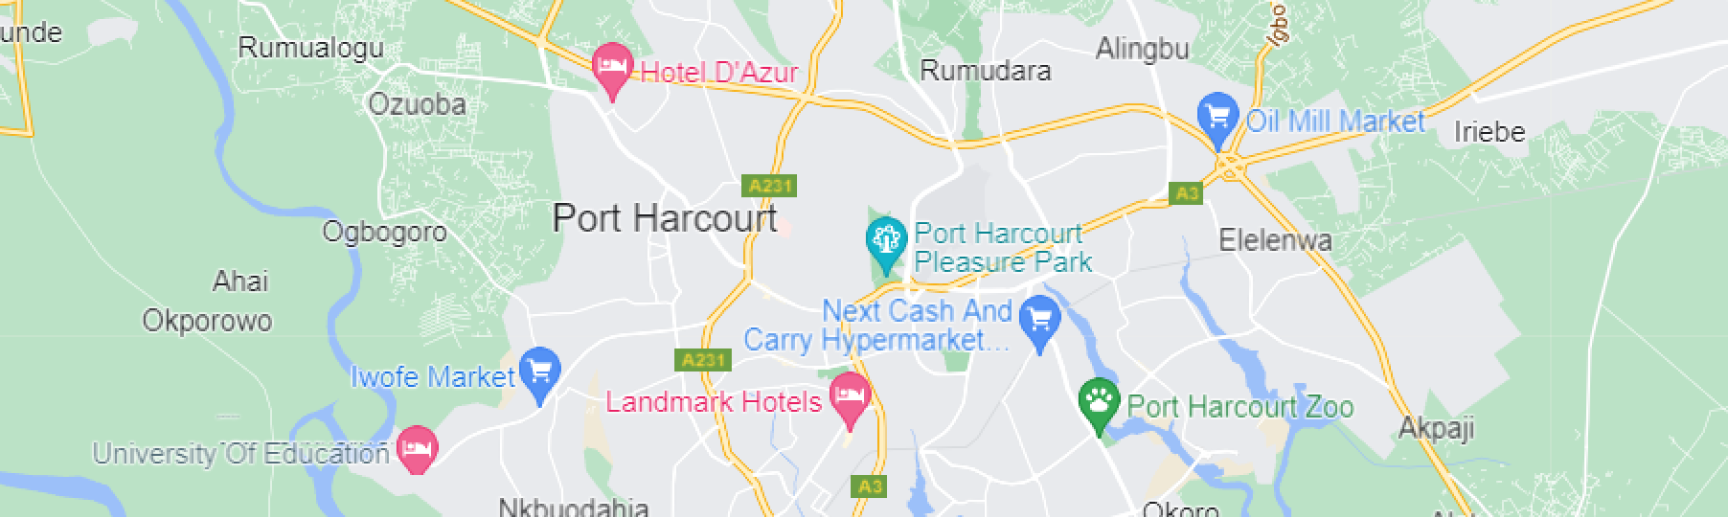 unde
Rumualogu
Hotel D'Azur
Rumudara
Alingbu
Igbo
Ozuoba
Oil Mill Market
Iriebe
A231
A3
Port Harcourt
Ogbogoro
Port Harcourt
Pleasure Park
Elelenwa
Ahai
Okporowo
Next Cash And
Carry Hypermarket...
A231
Iwofe Market
Landmark Hotels
Port Harcourt Zoo
Akpaji
University Of Education
A3
Nkbuodahia
Okoro